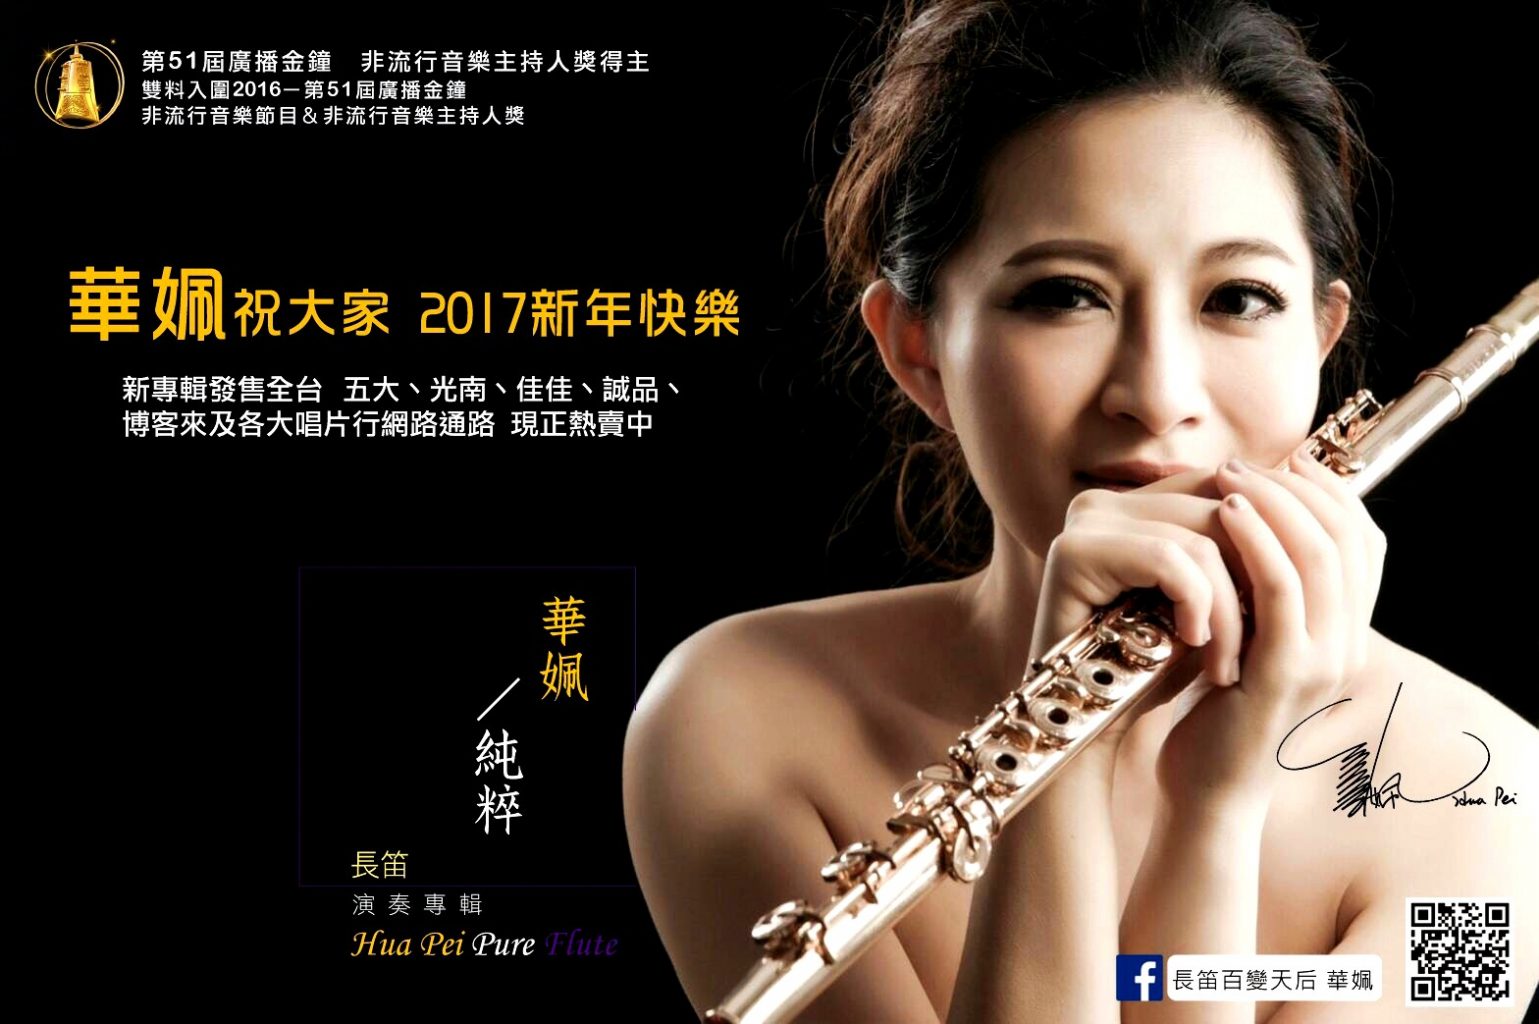 第51屆廣播金鐘　非流行音樂主持人獎得主
雙料入圍2016－第51屆廣播金鐘
非流行音樂節目＆非流行音樂主持人獎
華姵祝大家 2017新年快樂
新專輯發售全台 五大、光南、佳佳、誠品、
博客來及各大唱片行網路通路 現正熱賣中
華姵
／純粹
長笛
演奏專輯
Hua Pei Pure Flute
華姵 Hua Pei
f 長笛百變天后 華姵